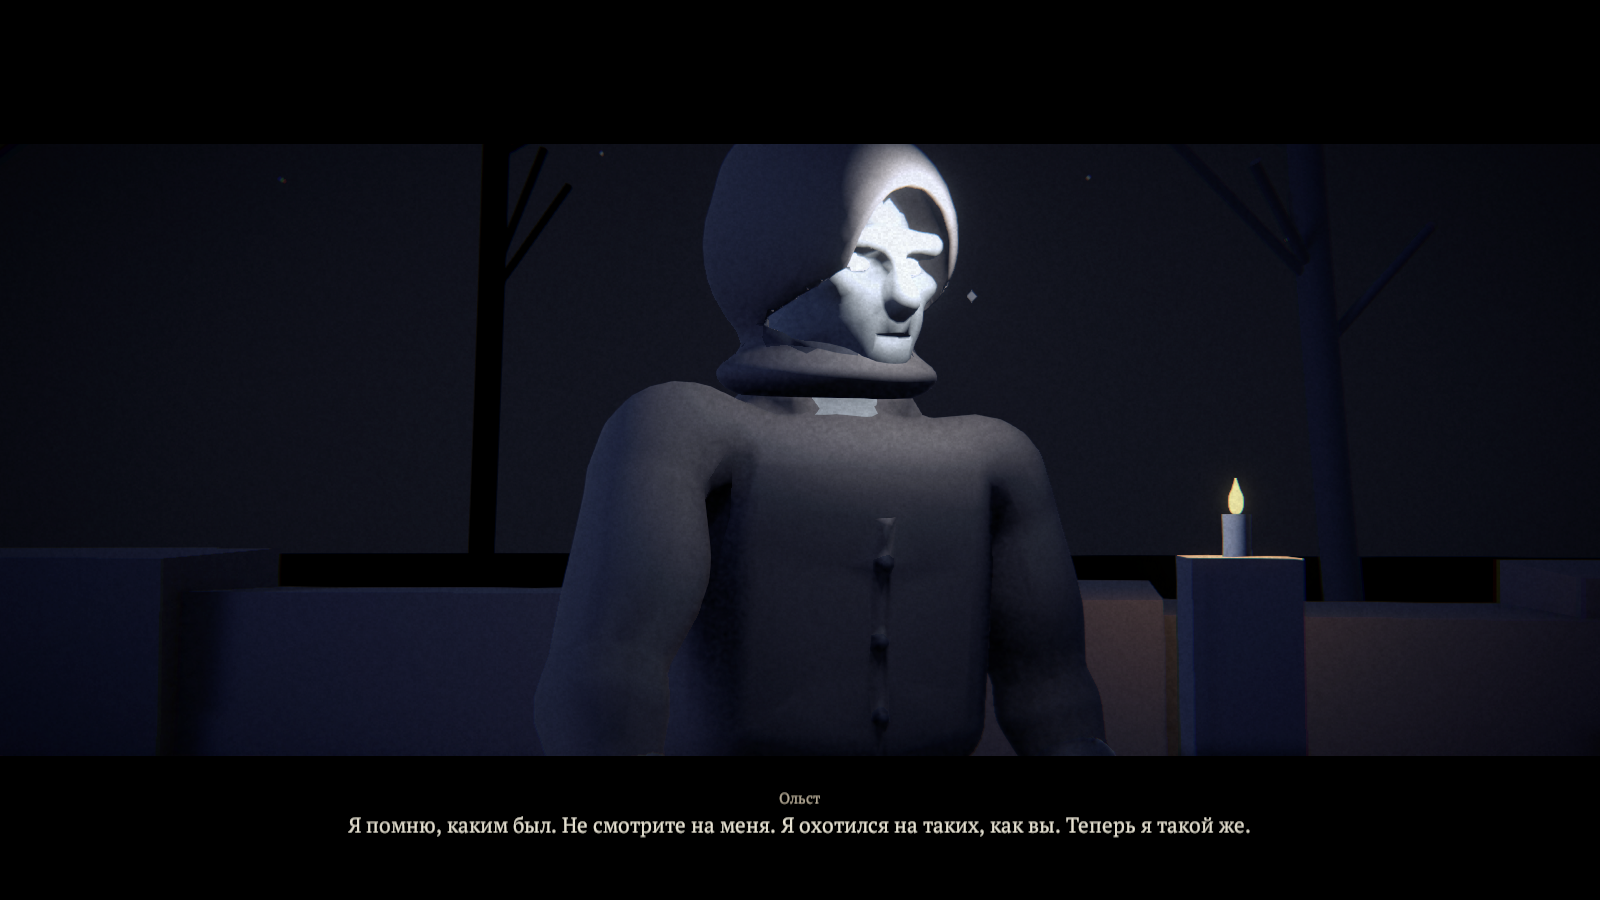 Ольст
Я помню, каким был. Не смотрите на меня. Я охотился на таких, как вы. Теперь я такой же.